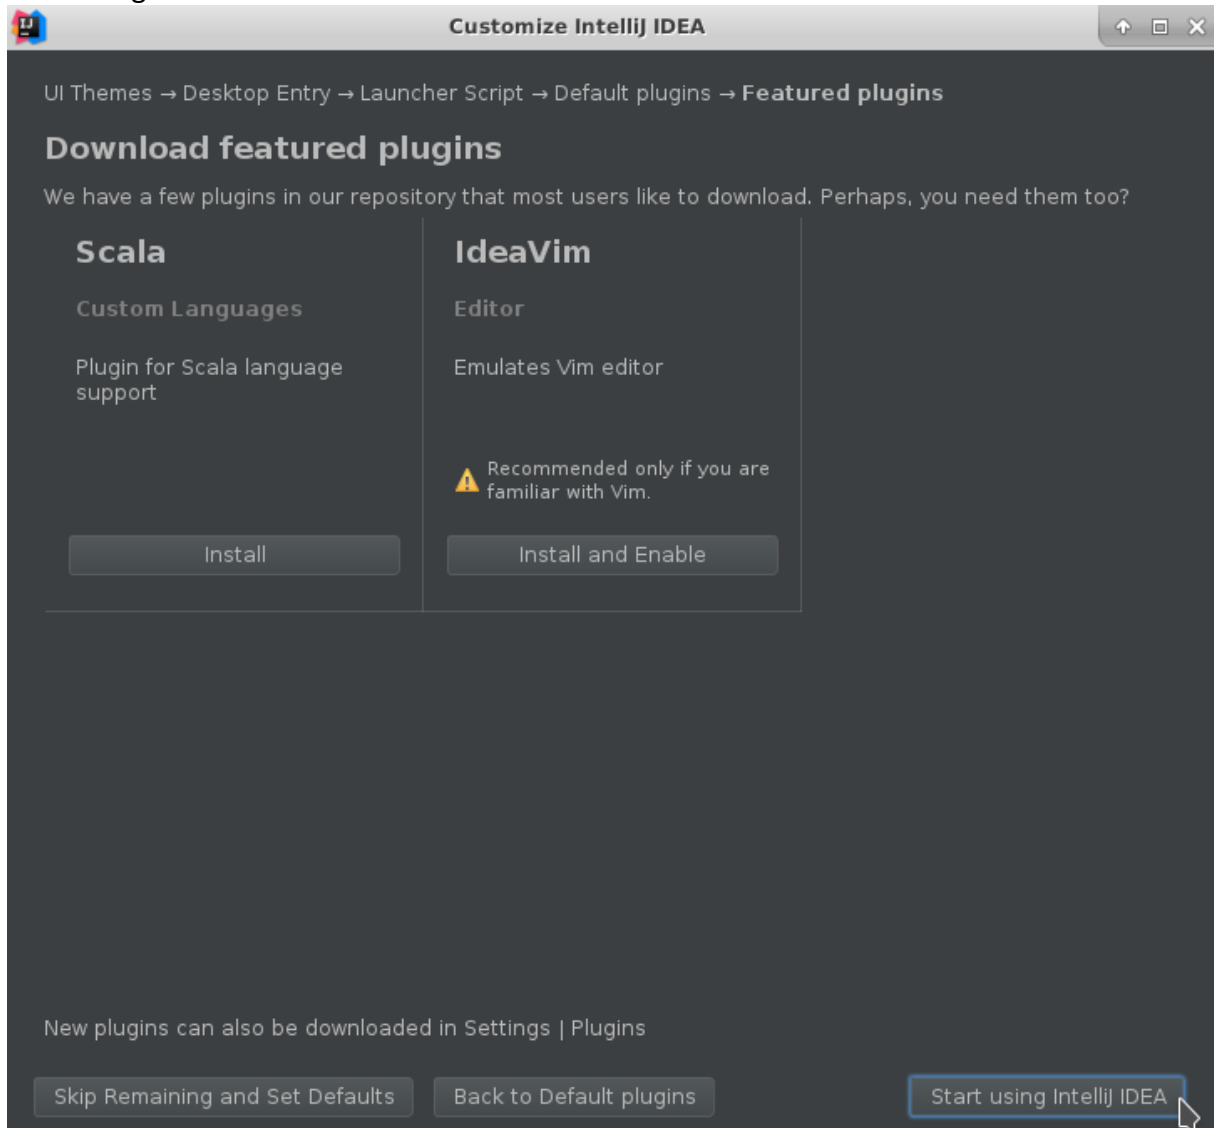 Customize IntelliJ IDEA
UI Themes → Desktop Entry → Launcher Script → Default plugins → Featured plugins
Download featured plugins
We have a few plugins in our repository that most users like to download. Perhaps, you need them too?
Scala
Custom Languages
Plugin for Scala language
support
Install
IdeaVim
Editor
Emulates Vim editor
Recommended only if you are
familiar with Vim.
Install and Enable
New plugins can also be downloaded in Settings | Plugins
Skip Remaining and Set Defaults
Back to Default plugins
Start using IntelliJ IDEA